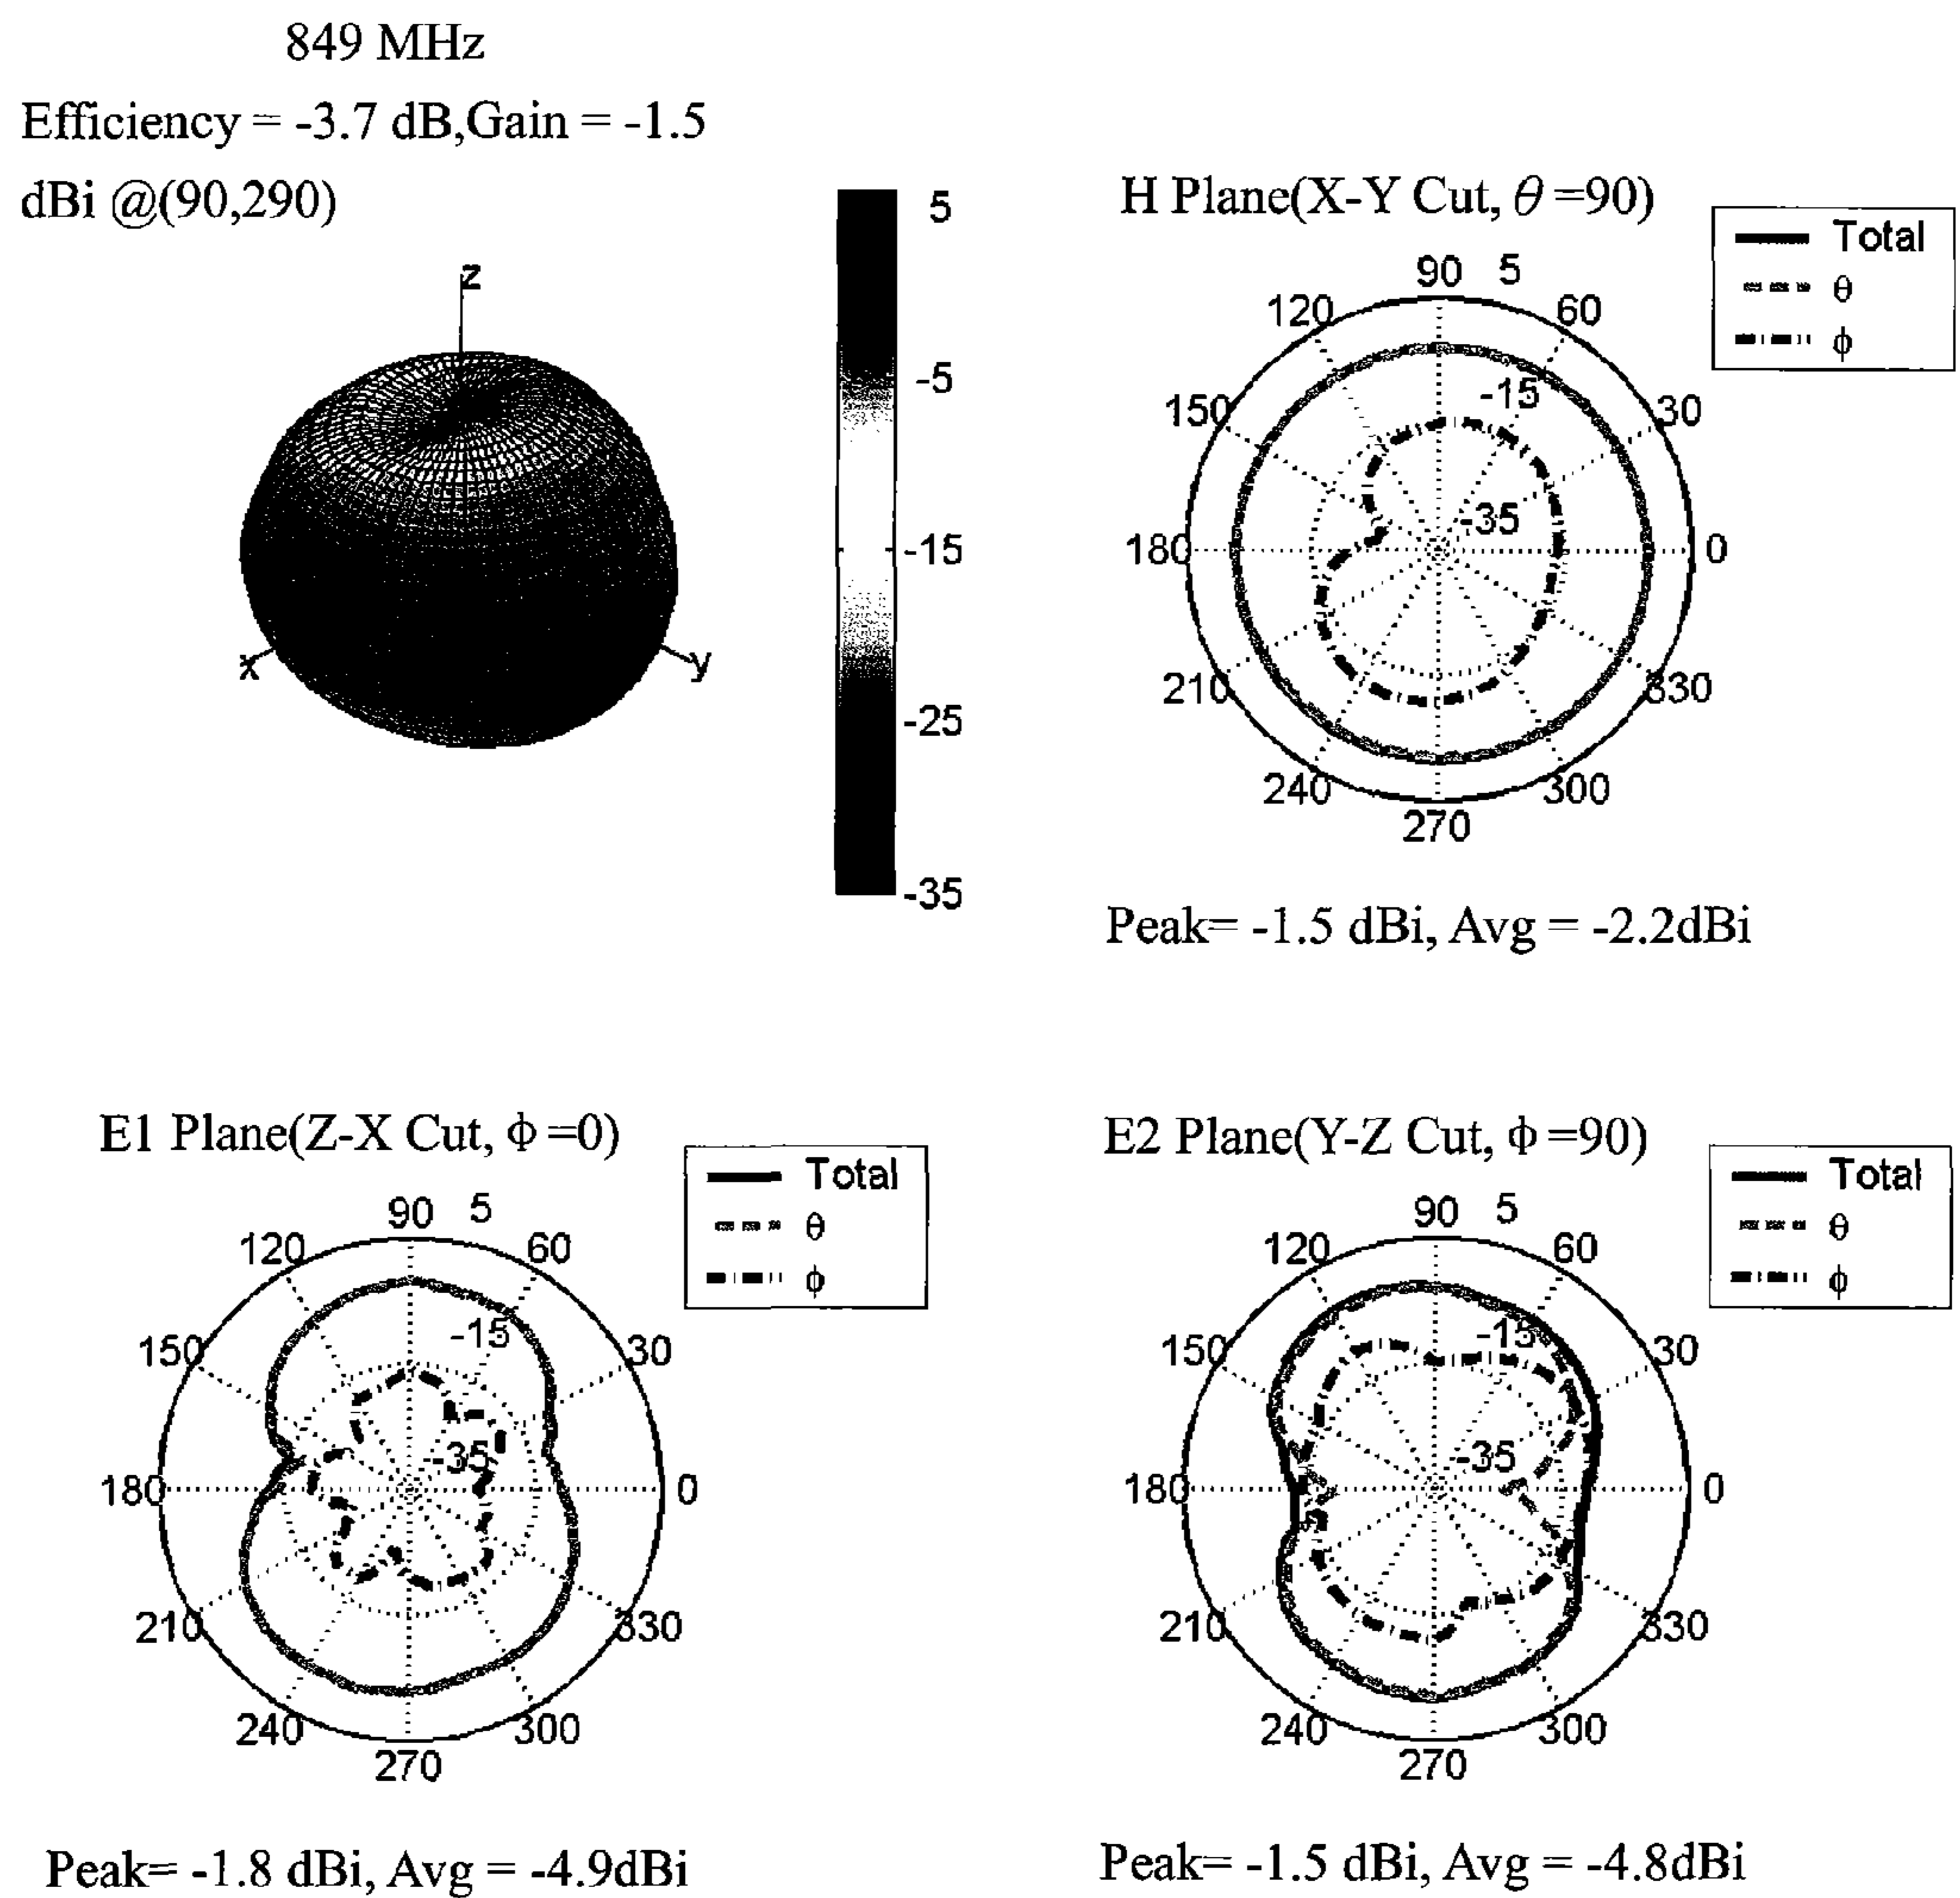 849 MHz
Efficiency = -3.7 dB,Gain = -1.5
dBi @(90,290)
z
x
y
5
-5
-15
-25
-35
H Plane(X-Y Cut, θ =90)
Total
θ
ϕ
90 5
120 60
-15
150 30
-35
180 0
210 330
240 300
270
Peak= -1.5 dBi, Avg = -2.2dBi
E1 Plane(Z-X Cut, Φ =0)
Total
θ
ϕ
90 5
120 60
-15
150 30
-35
180 0
210 330
240 300
270
Peak= -1.8 dBi, Avg = -4.9dBi
E2 Plane(Y-Z Cut, Φ =90)
Total
θ
ϕ
90 5
120 60
-15
150 30
-35
180 0
210 330
240 300
270
Peak= -1.5 dBi, Avg = -4.8dBi